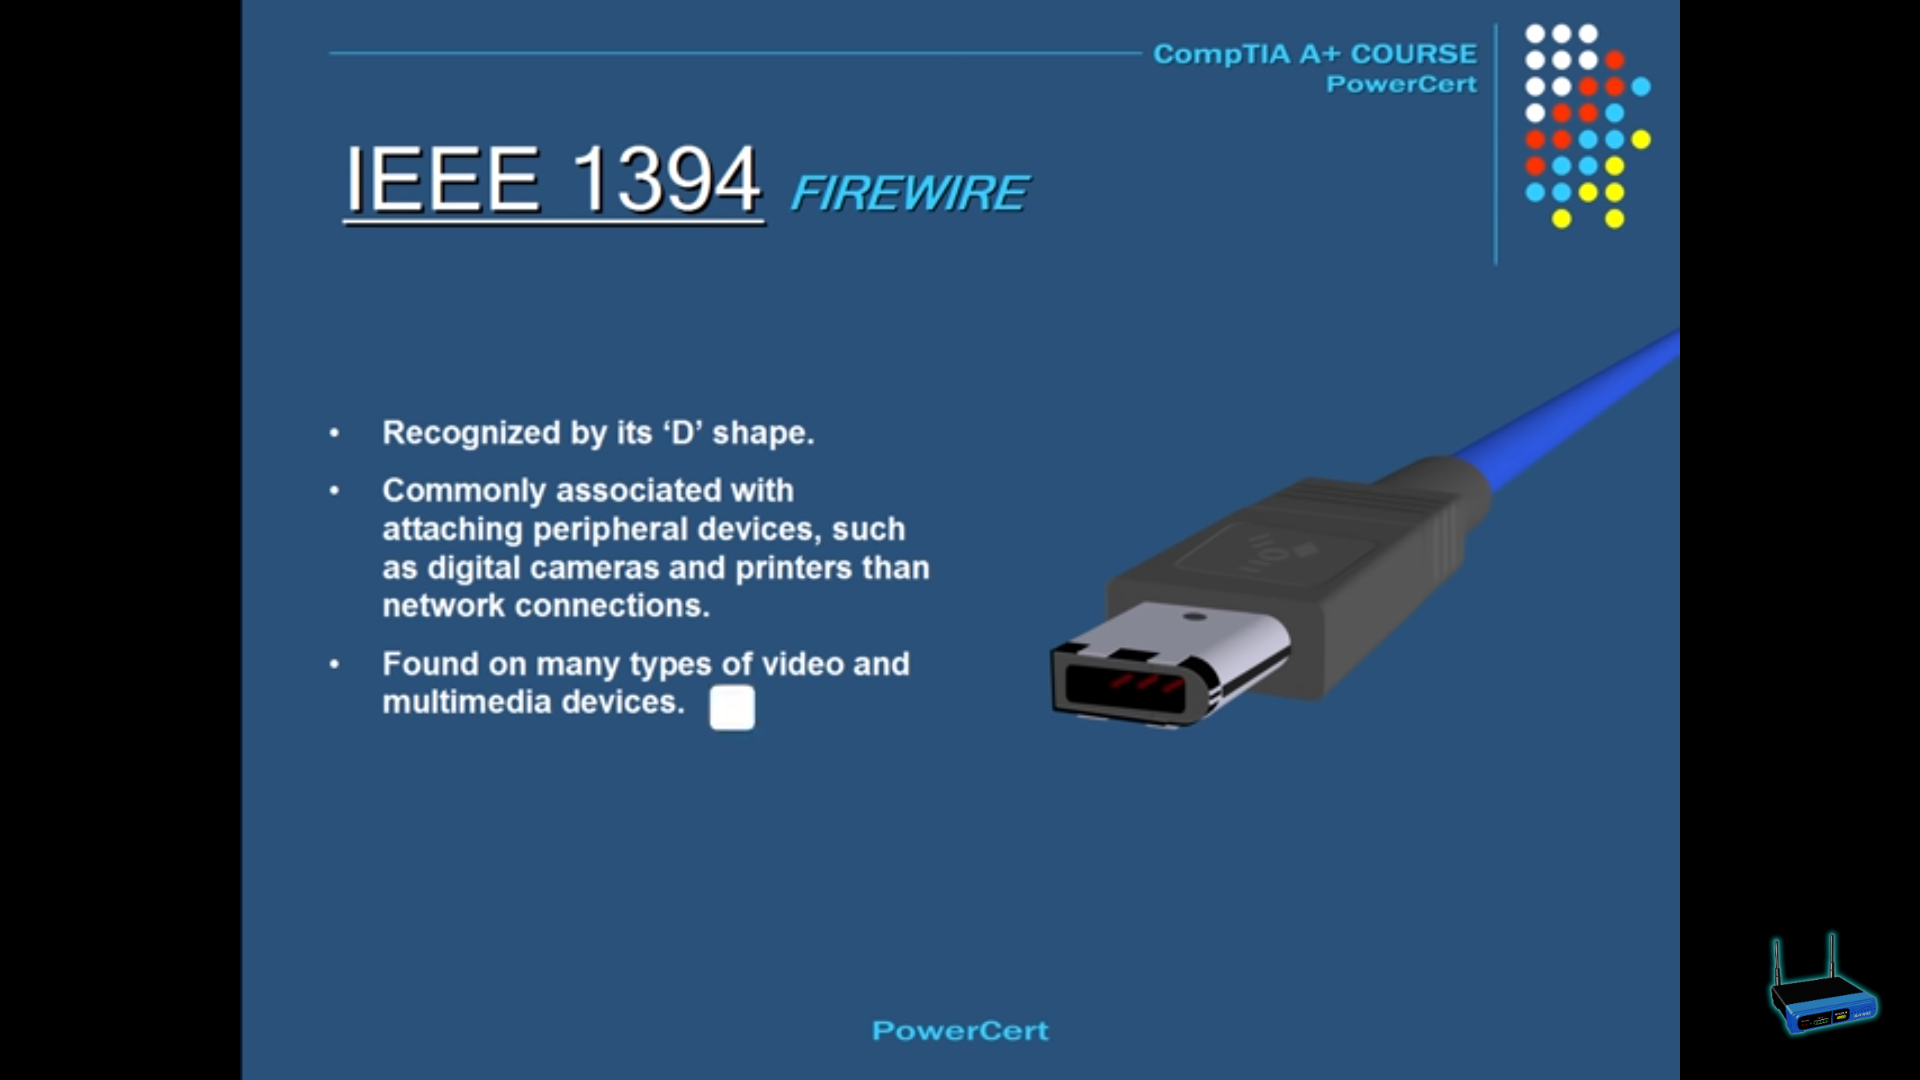 CompTIA A+ COURSE
PowerCert
IEEE 1394 FIREWIRE
• Recognized by its ‘D’ shape.
• Commonly associated with
attaching peripheral devices, such
as digital cameras and printers than
network connections.
• Found on many types of video and
multimedia devices.
PowerCert